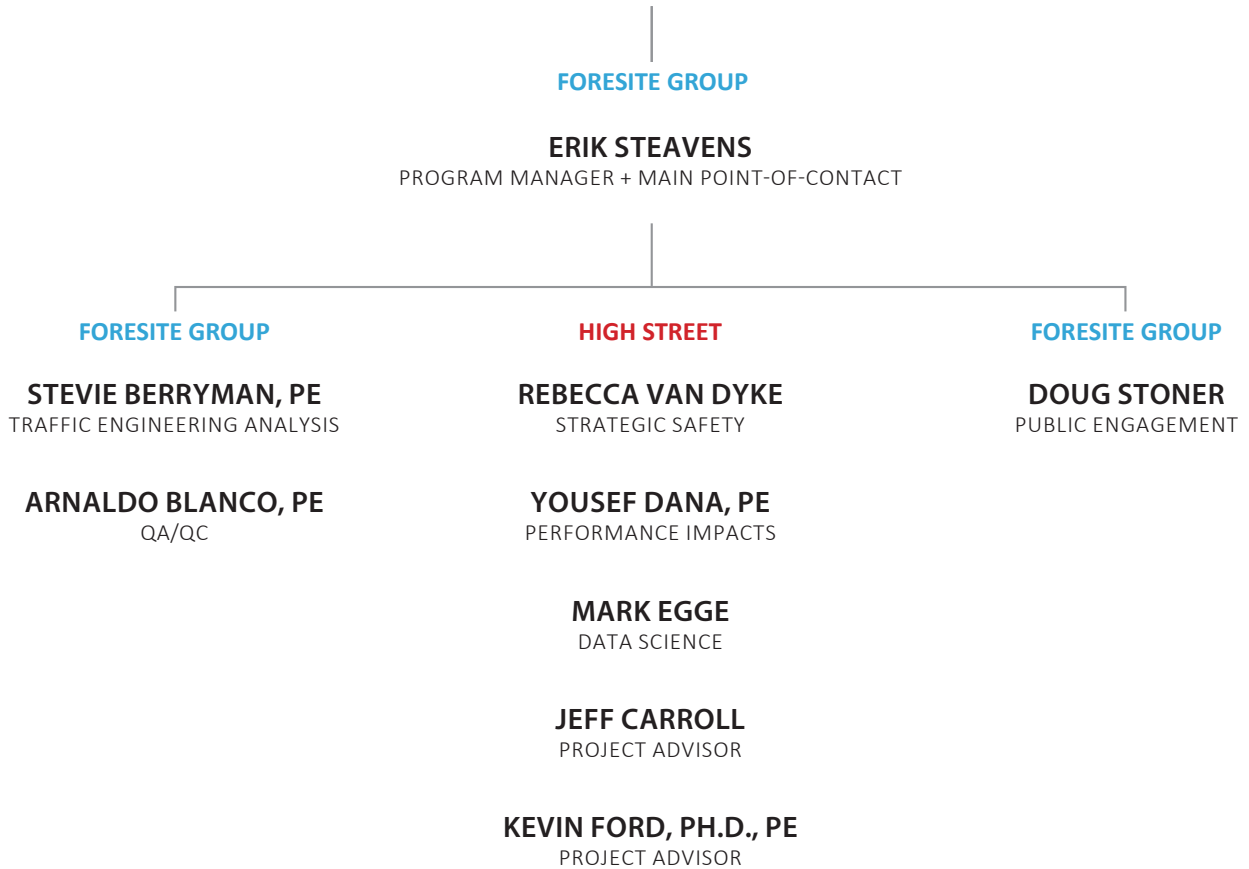 FORESITE GROUP
ERIK STEAVENS
PROGRAM MANAGER + MAIN POINT-OF-CONTACT
FORESITE GROUP
STEVIE BERRYMAN, PE
TRAFFIC ENGINEERING ANALYSIS
ARNALDO BLANCO, PE
QA/QC
HIGH STREET
REBECCA VAN DYKE
STRATEGIC SAFETY
YOUSEF DANA, PE
PERFORMANCE IMPACTS
MARK EGGE
DATA SCIENCE
JEFF CARROLL
PROJECT ADVISOR
KEVIN FORD, PH.D., PE
PROJECT ADVISOR
FORESITE GROUP
DOUG STONER
PUBLIC ENGAGEMENT